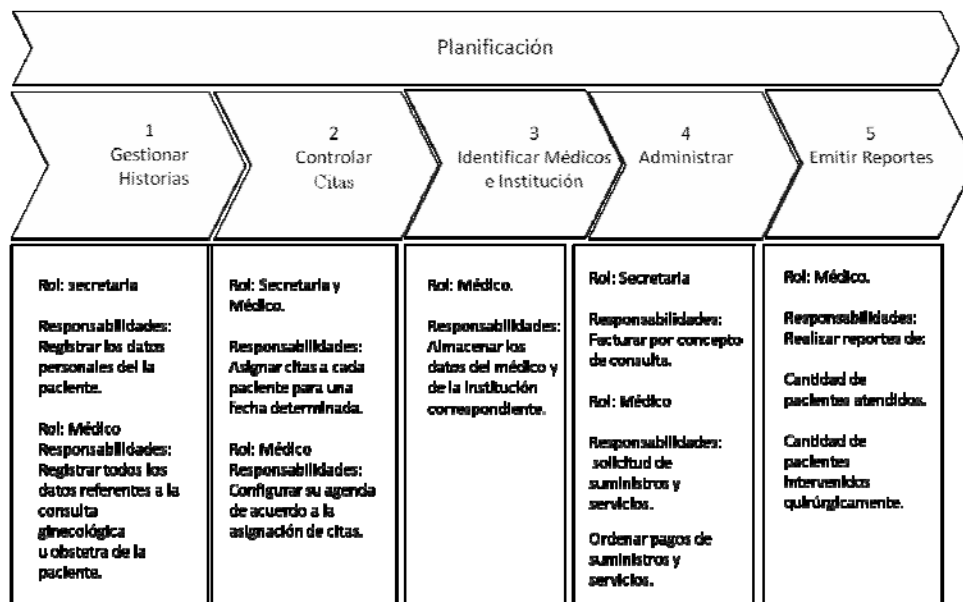 Planificación
1
Gestionar
Historias
2
Controlar
Citas
3
Identificar Médicos
e Institución
4
Administrar
5
Emitir Reportes
Rol: secretaria
Responsabilidades:
Registrar los datos
personales del la
paciente.
Rol: Médico
Responsabilidades:
Registrar todos los
datos referentes a la
consulta
ginecológica
u obstetra de la
paciente.
Rol: Secretaria y
Médico.
Responsabilidades:
Asignar citas a cada
paciente para una
fecha determinada.
Rol: Médico
Responsabilidades:
Configurar su agenda
de acuerdo a la
asignación de citas.
Rol: Médico.
Responsabilidades:
Almacenar los
datos del médico y
de la institución
correspondiente.
Rol: Secretaria
Responsabilidades:
Facturar por concepto
de consulta.
Rol: Médico
Responsabilidades:
solicitud de
suministros y
servicios.
Ordenar pagos de
suministros y
servicios.
Rol: Médico.
Responsabilidades:
Realizar reportes de:
Cantidad de
pacientes atendidos.
Cantidad de
pacientes
intervenidos
quirúrgicamente.